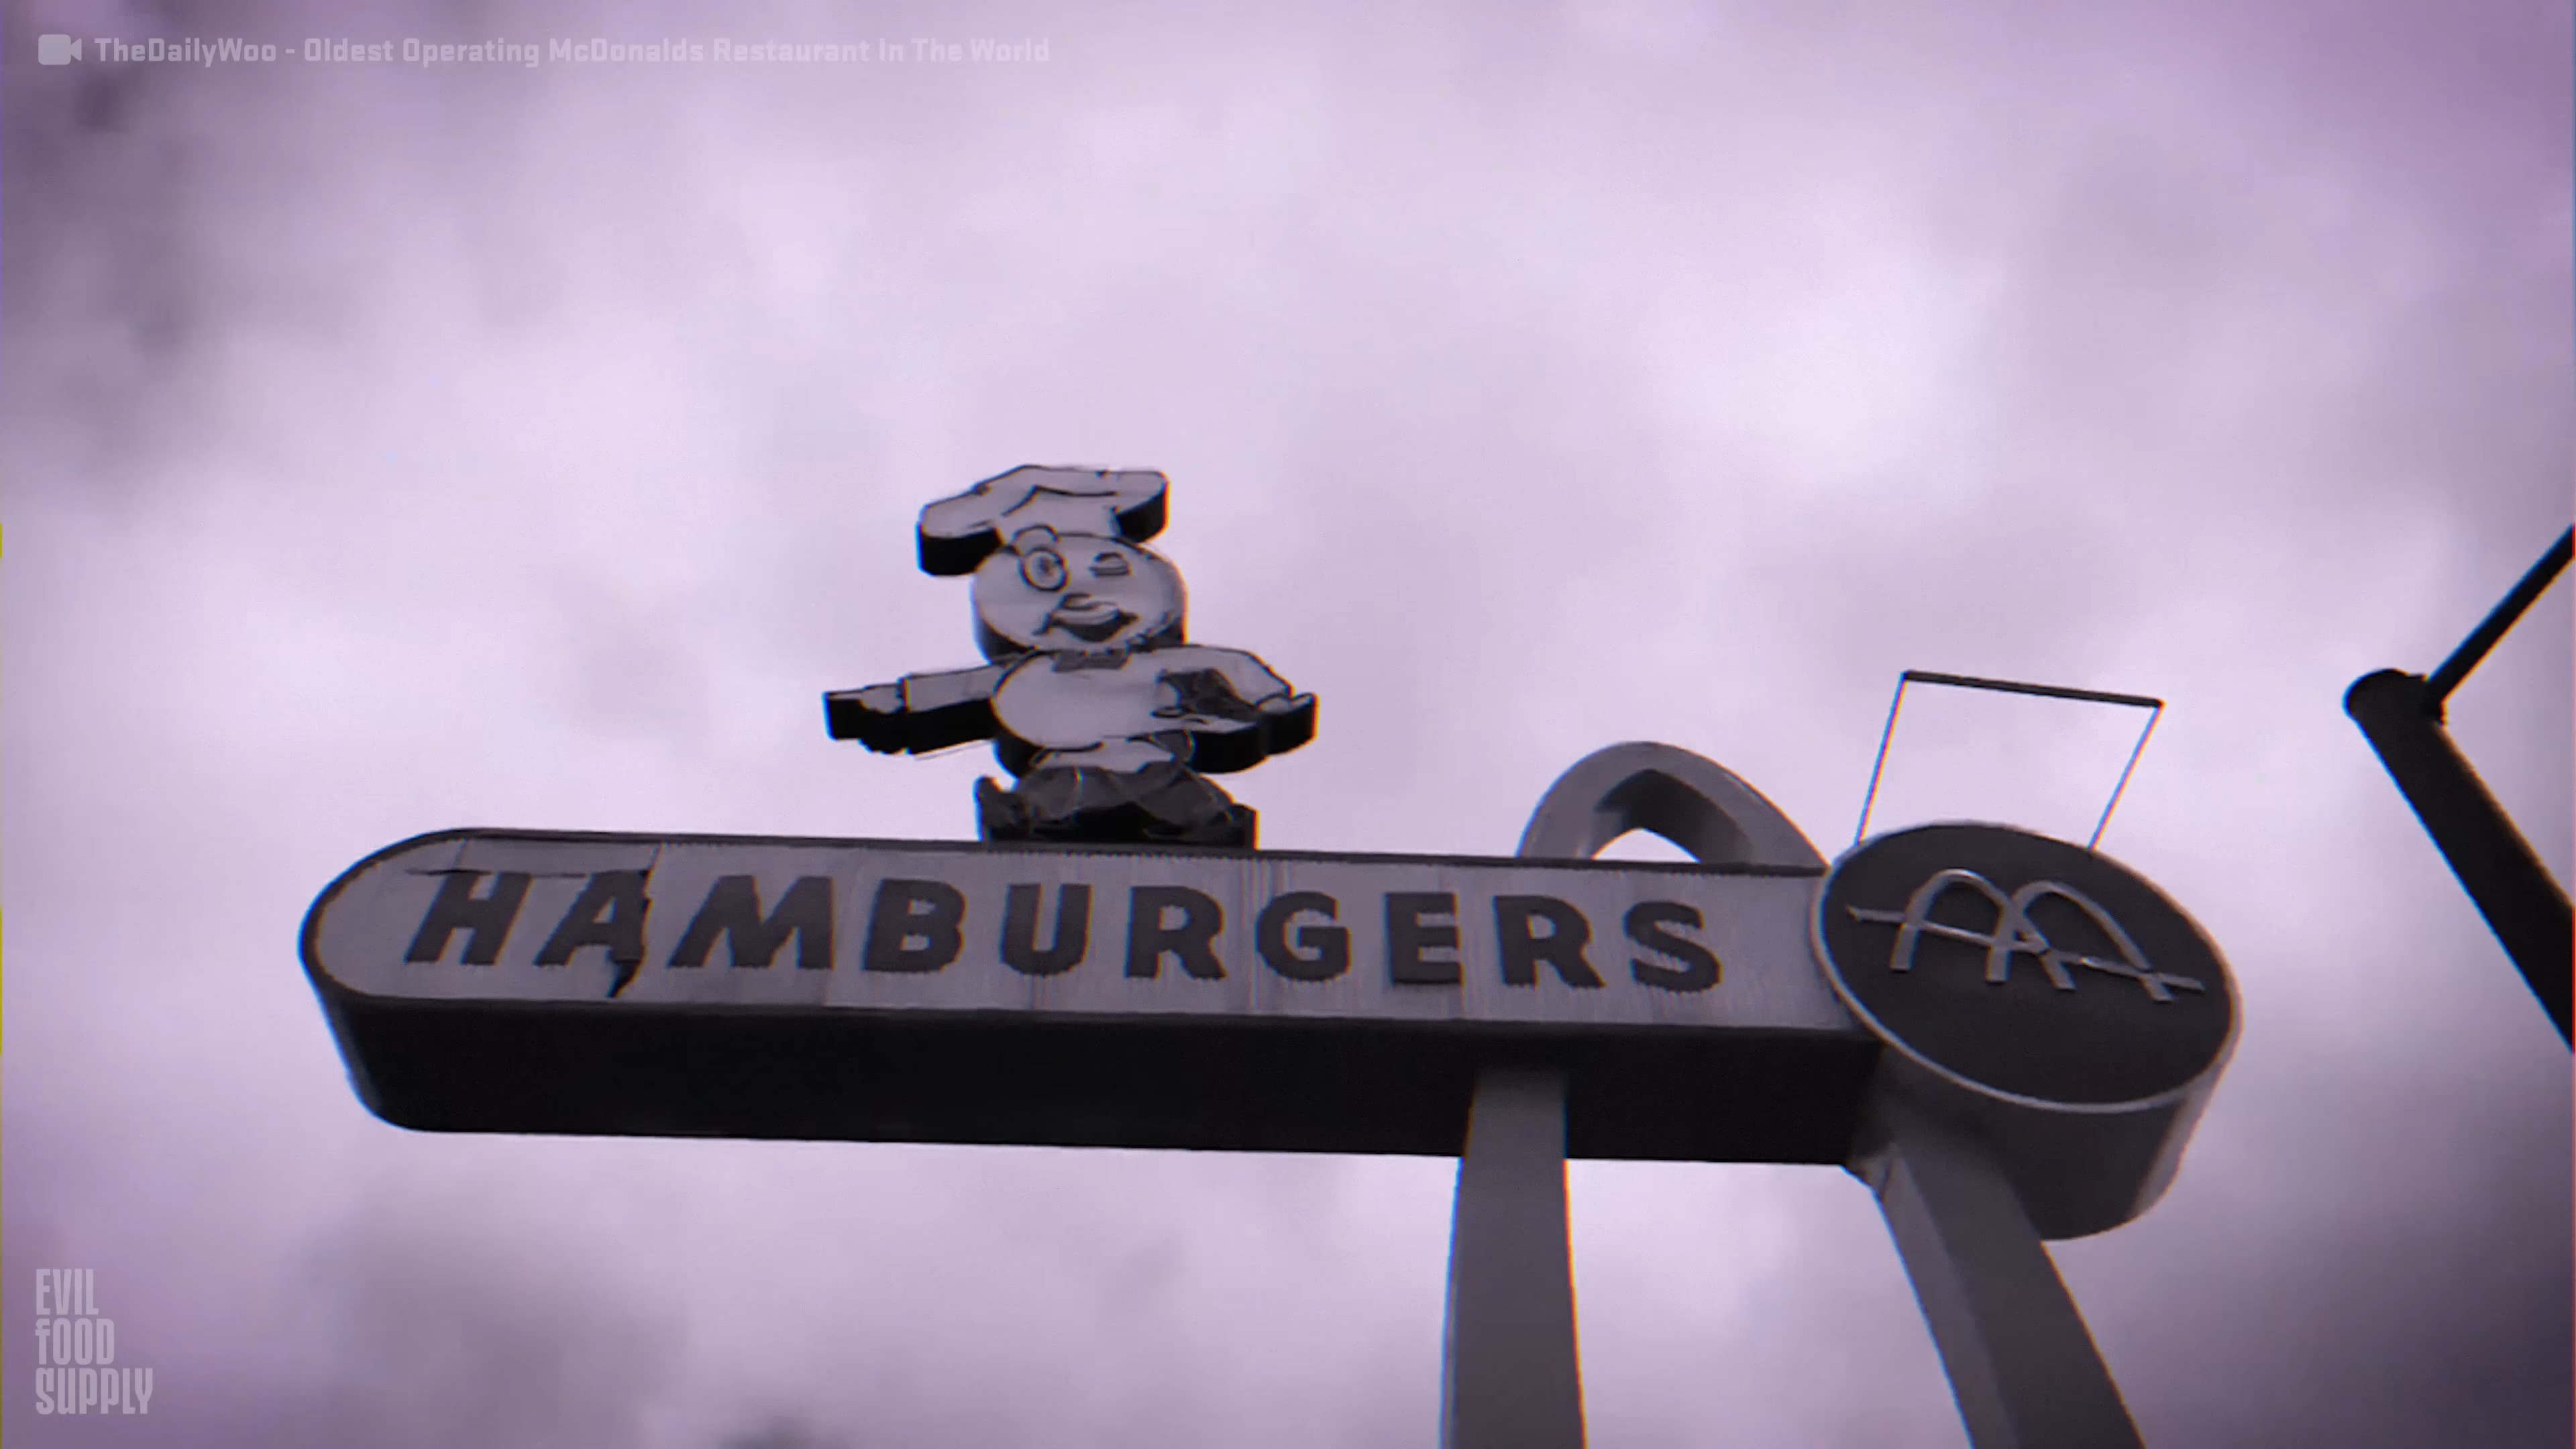 TheDailyWoo - Oldest Operating McDonalds Restaurant In The World
HAMBURGERS
EVIL
fOOD
SUPPLY